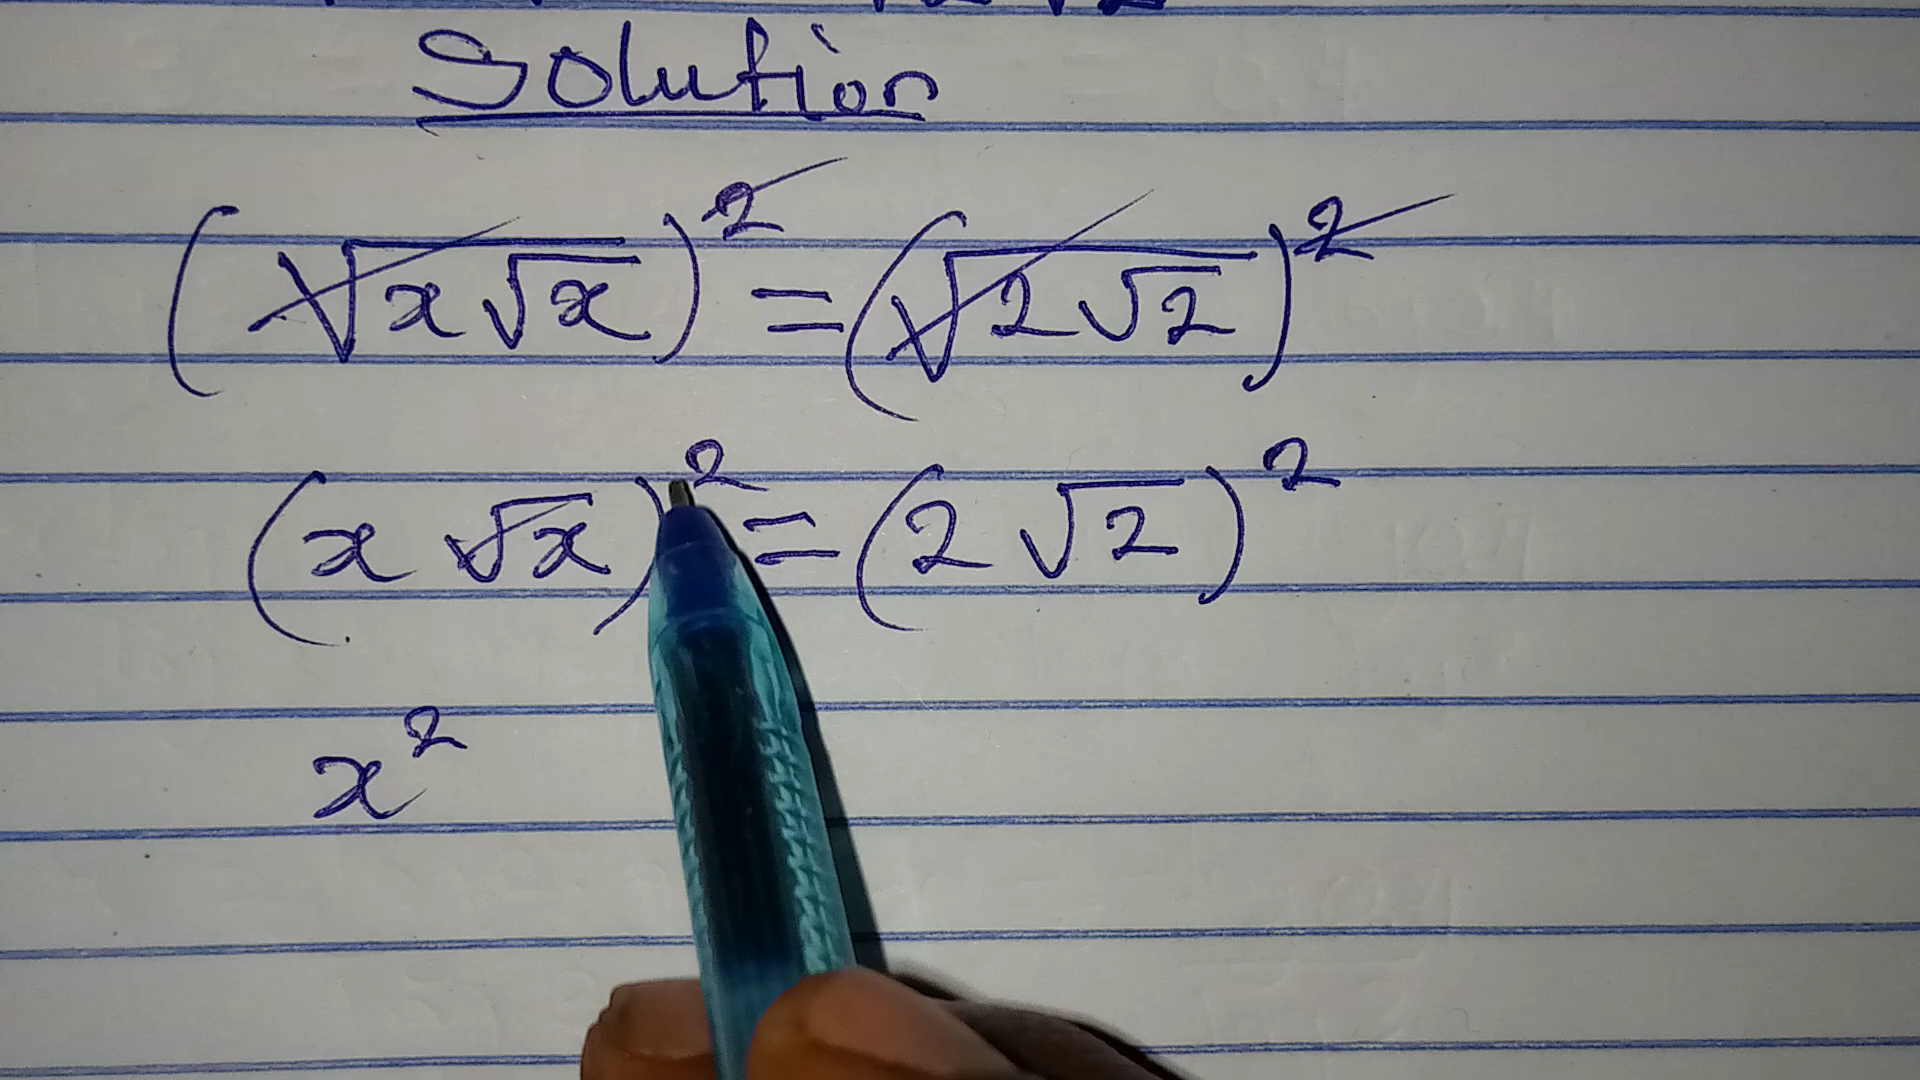 Solution
(√(x√x))² = (√(2√2))²
(x√x)² = (2√2)²
x²